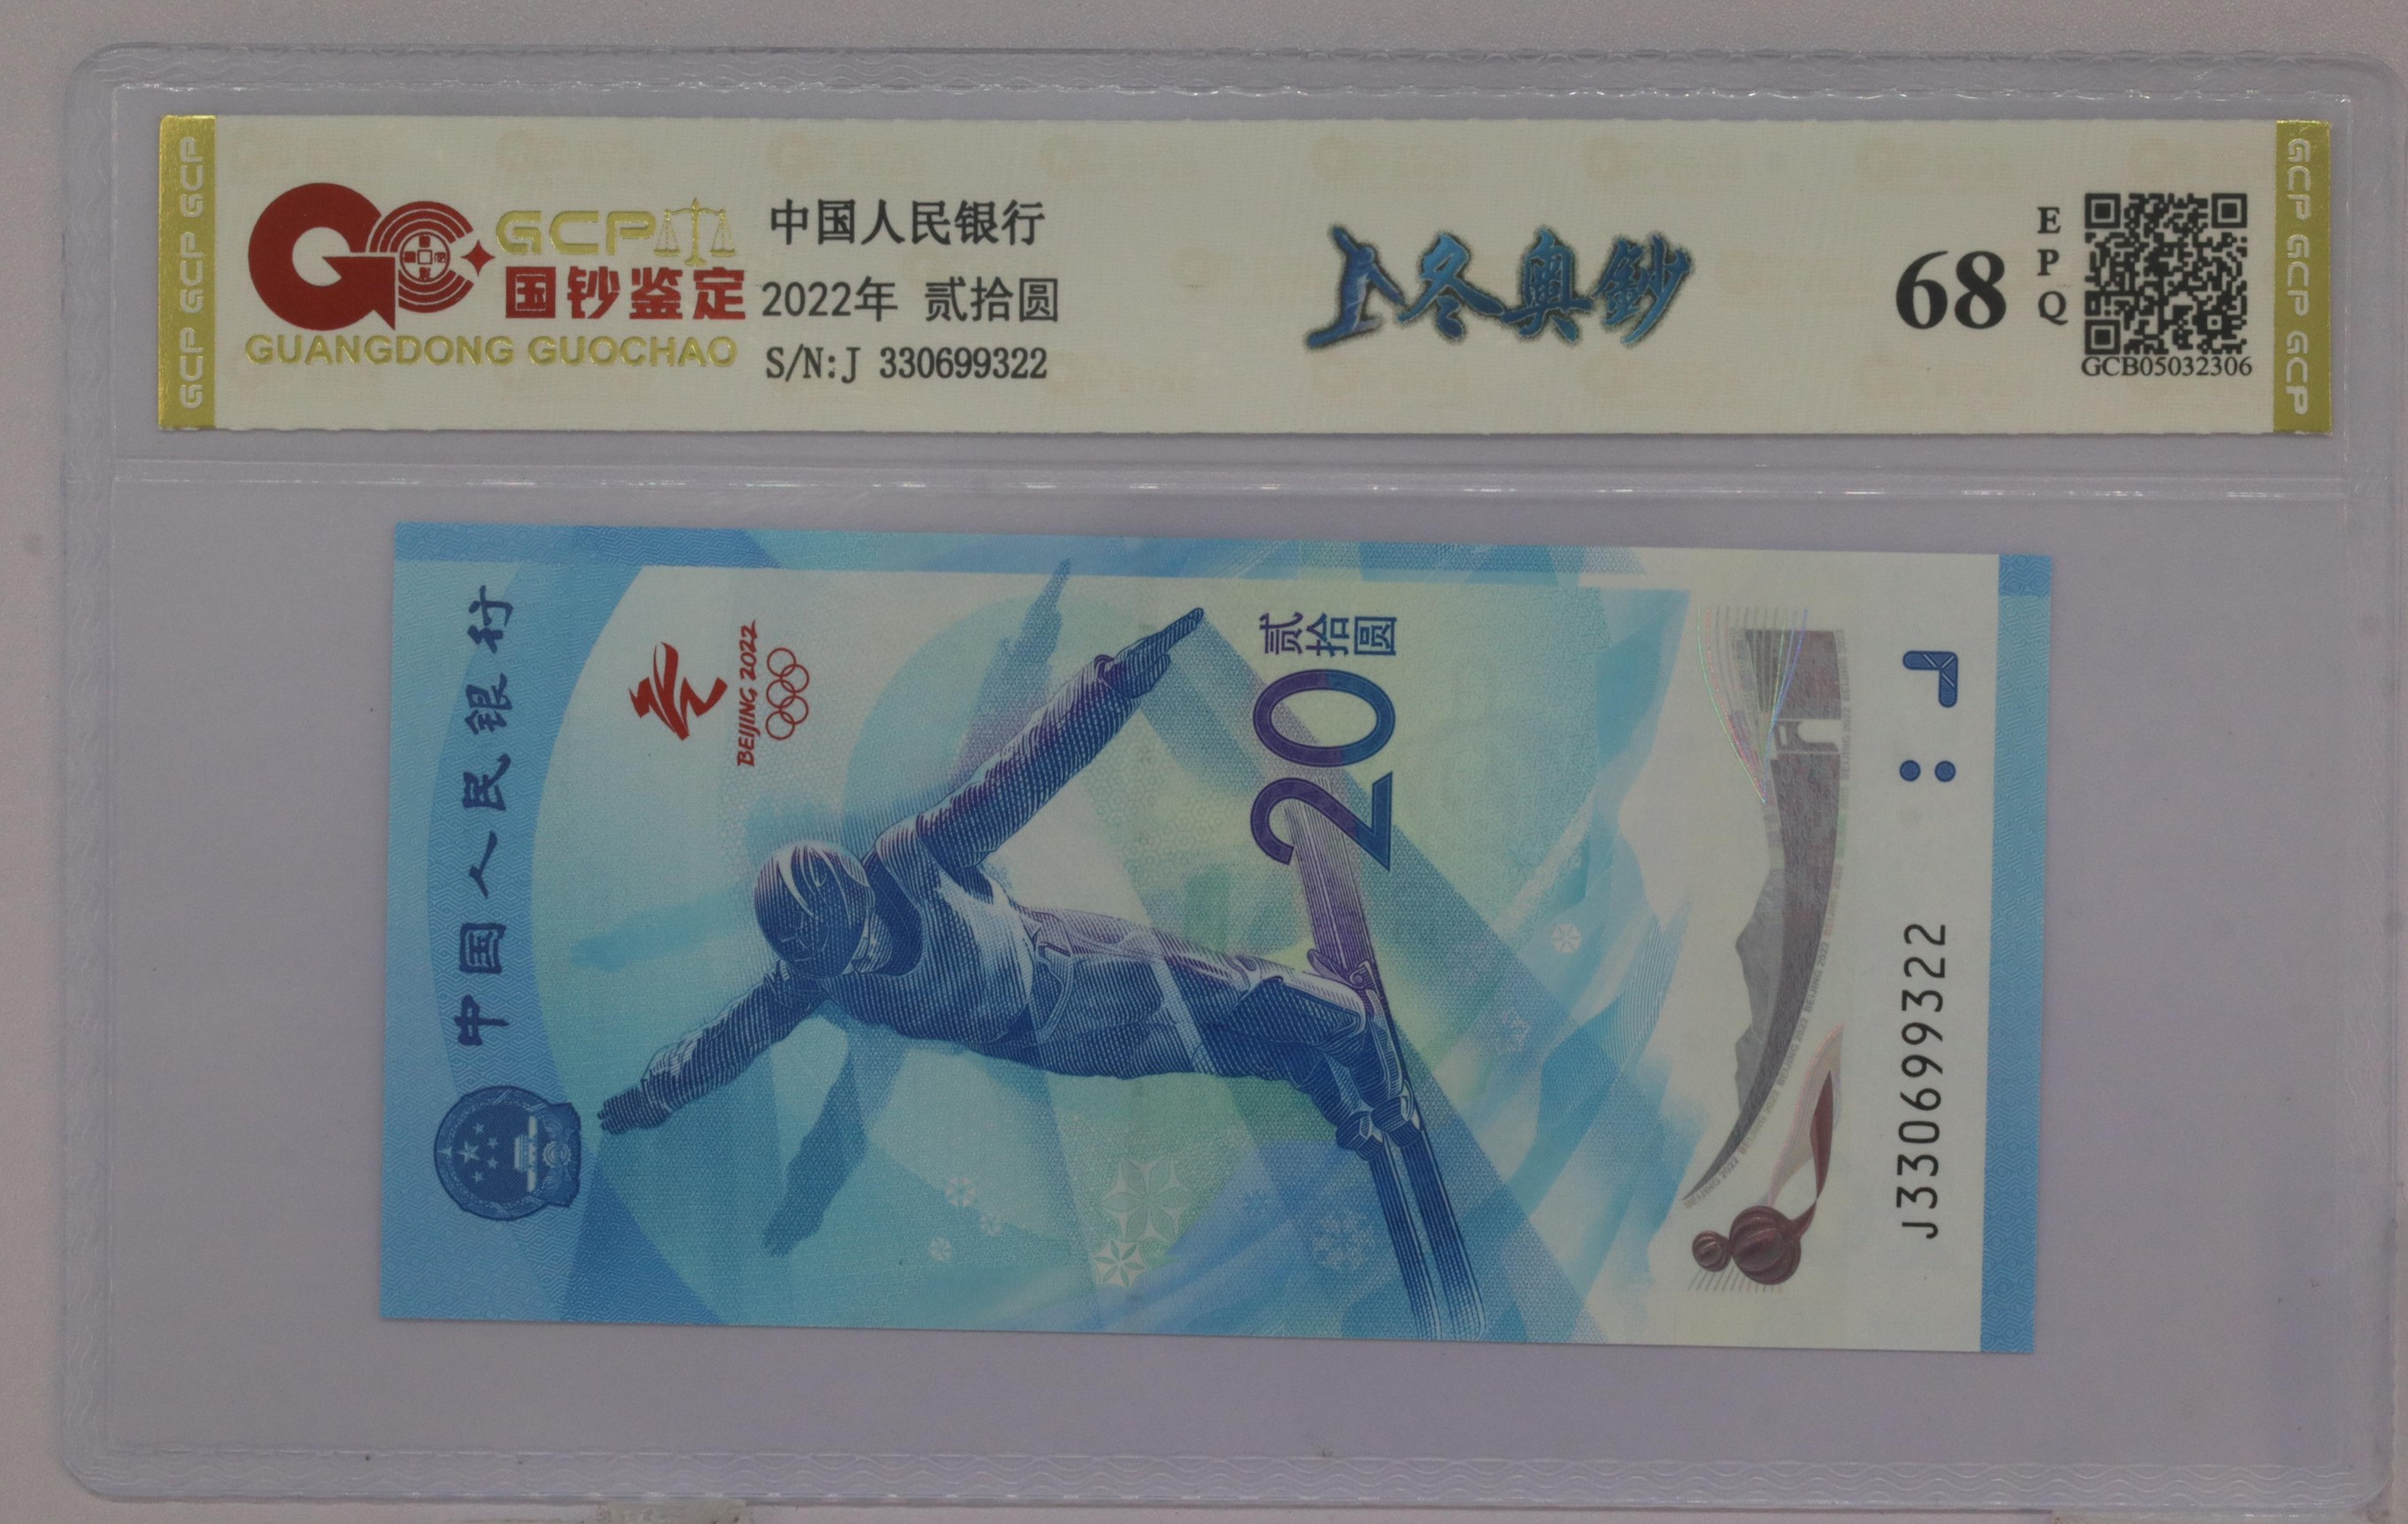 GCP GCP GCP
GCP
国钞鉴定
GUANGDONG GUOCHAO
中国人民银行
2022年 贰拾圆
S/N:J 330699322
上冬奥鈔
68
EPQ
GCB05032306
GCP GCP GCP
中国人民银行
BEIJING 2022
贰拾圆
20
J330699322